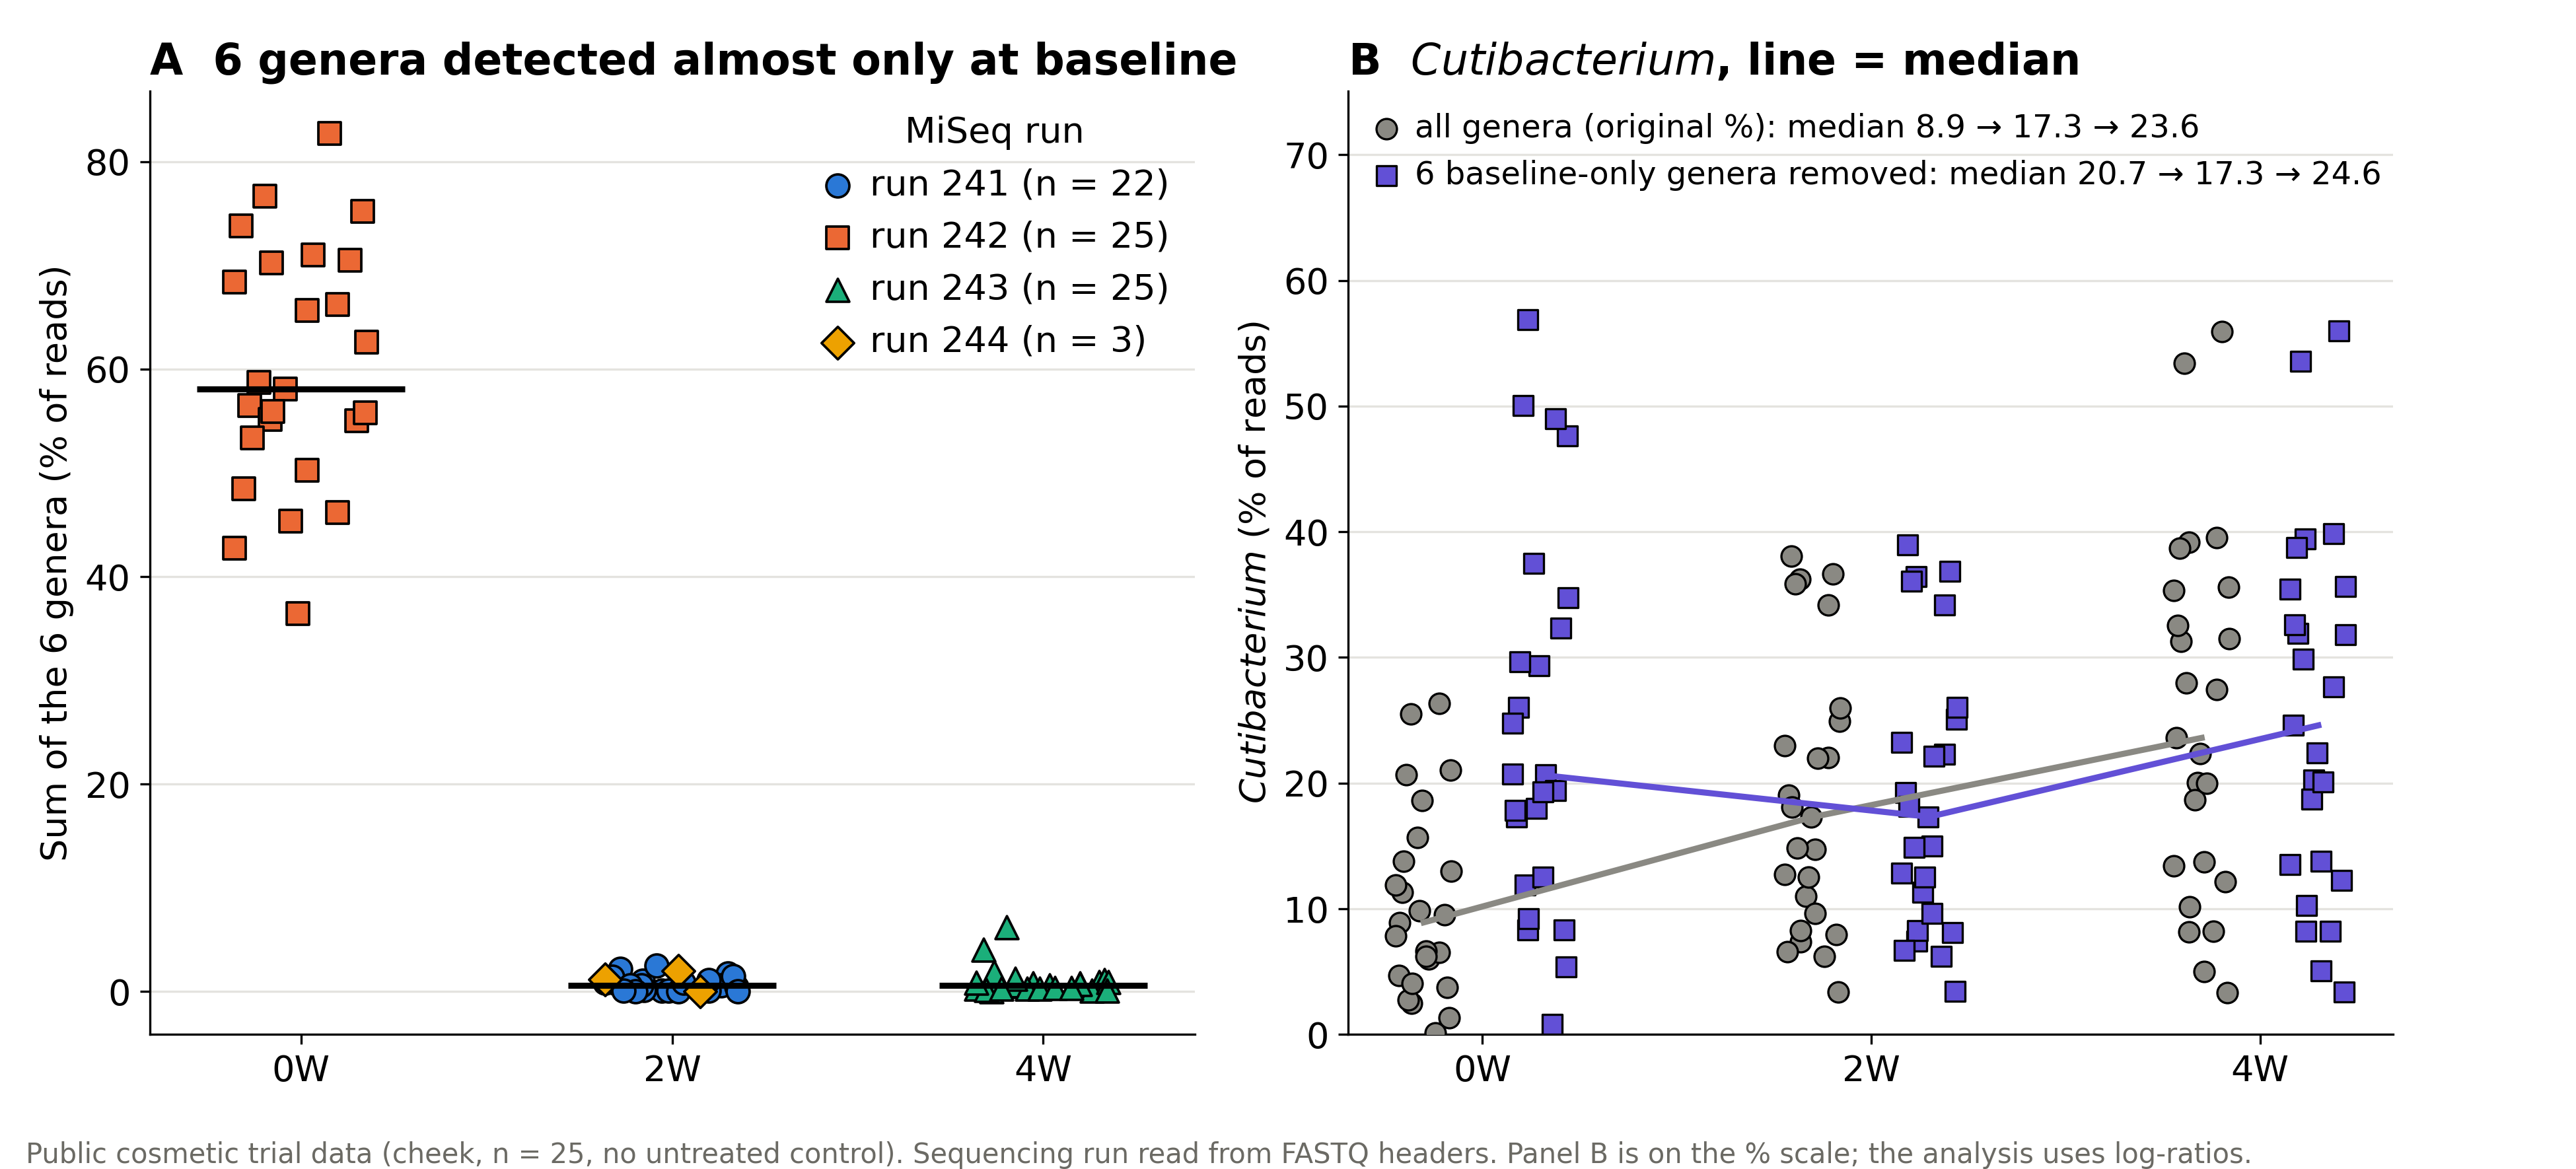 A 6 genera detected almost only at baseline
Sum of the 6 genera (% of reads)
80
60
40
20
0
0W
2W
4W
MiSeq run
run 241 (n = 22)
run 242 (n = 25)
run 243 (n = 25)
run 244 (n = 3)
B Cutibacterium, line = median
Cutibacterium (% of reads)
70
60
50
40
30
20
10
0
0W
2W
4W
all genera (original %): median 8.9 → 17.3 → 23.6
6 baseline-only genera removed: median 20.7 → 17.3 → 24.6
Public cosmetic trial data (cheek, n = 25, no untreated control). Sequencing run read from FASTQ headers. Panel B is on the % scale; the analysis uses log-ratios.